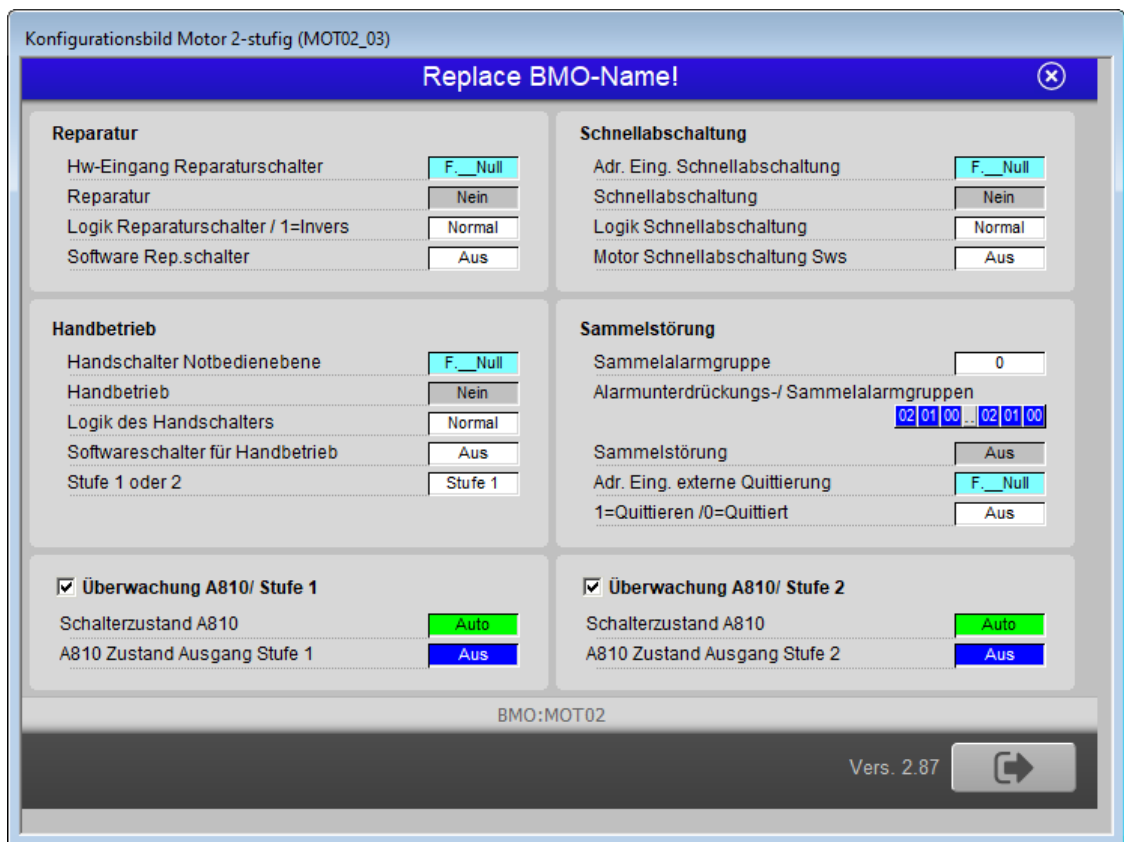 Konfigurationsbild Motor 2-stufig (MOT02_03)
Replace BMO-Name!
Reparatur
Hw-Eingang Reparaturschalter F.__Null
Reparatur Nein
Logik Reparaturschalter / 1=Invers Normal
Software Rep.schalter Aus
Schnellabschaltung
Adr. Eing. Schnellabschaltung F.__Null
Schnellabschaltung Nein
Logik Schnellabschaltung Normal
Motor Schnellabschaltung Sws Aus
Handbetrieb
Handschalter Notbedienebene F.__Null
Handbetrieb Nein
Logik des Handschalters Normal
Softwareschalter für Handbetrieb Aus
Stufe 1 oder 2 Stufe 1
Sammelstörung
Sammelalarmgruppe 0
Alarmunterdrückungs-/ Sammelalarmgruppen
02 01 00 .. 02 01 00
Sammelstörung Aus
Adr. Eing. externe Quittierung F.__Null
1=Quittieren /0=Quittiert Aus
Überwachung A810/ Stufe 1
Schalterzustand A810 Auto
A810 Zustand Ausgang Stufe 1 Aus
Überwachung A810/ Stufe 2
Schalterzustand A810 Auto
A810 Zustand Ausgang Stufe 2 Aus
BMO:MOT02
Vers. 2.87